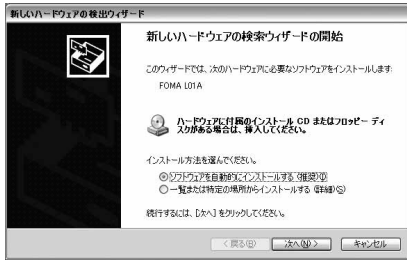 新しいハードウェアの検出ウィザード
新しいハードウェアの検索ウィザードの開始
このウィザードでは、次のハードウェアに必要なソフトウェアをインストールします:
FOMA L01A
ハードウェアに付属のインストール CD またはフロッピー ディ
スクがある場合は、挿入してください。
インストール方法を選んでください。
ソフトウェアを自動的にインストールする (推奨)(I)
一覧または特定の場所からインストールする (詳細)(S)
続行するには、[次へ] をクリックしてください。
< 戻る(B) 次へ(N) > キャンセル